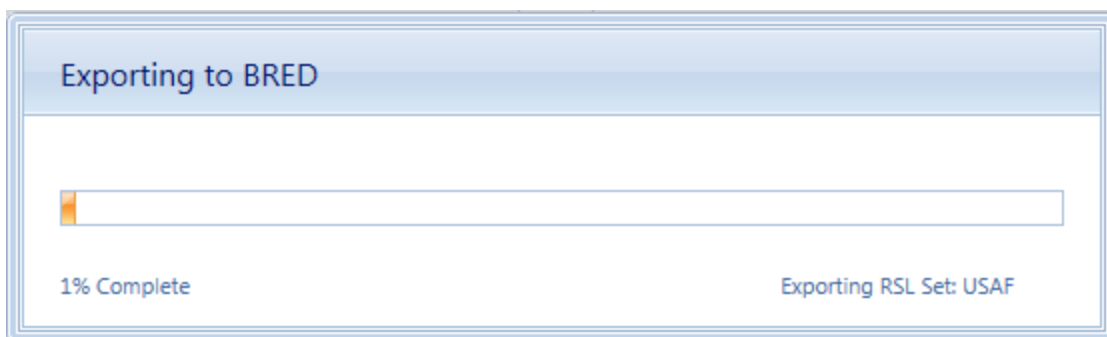 Exporting to BRED
1% Complete
Exporting RSL Set: USAF